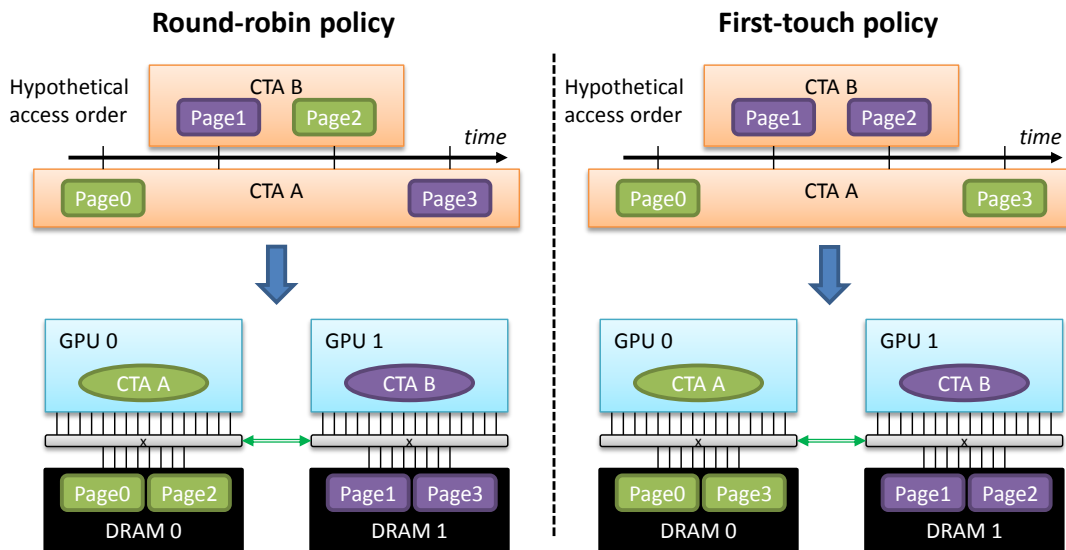 Round-robin policy
Hypothetical
access order
CTA B
Page1 Page2
time
CTA A
Page0 Page3
GPU 0
CTA A
x
Page0 Page2
DRAM 0
GPU 1
CTA B
x
Page1 Page3
DRAM 1
First-touch policy
Hypothetical
access order
CTA B
Page1 Page2
time
CTA A
Page0 Page3
GPU 0
CTA A
x
Page0 Page3
DRAM 0
GPU 1
CTA B
x
Page1 Page2
DRAM 1